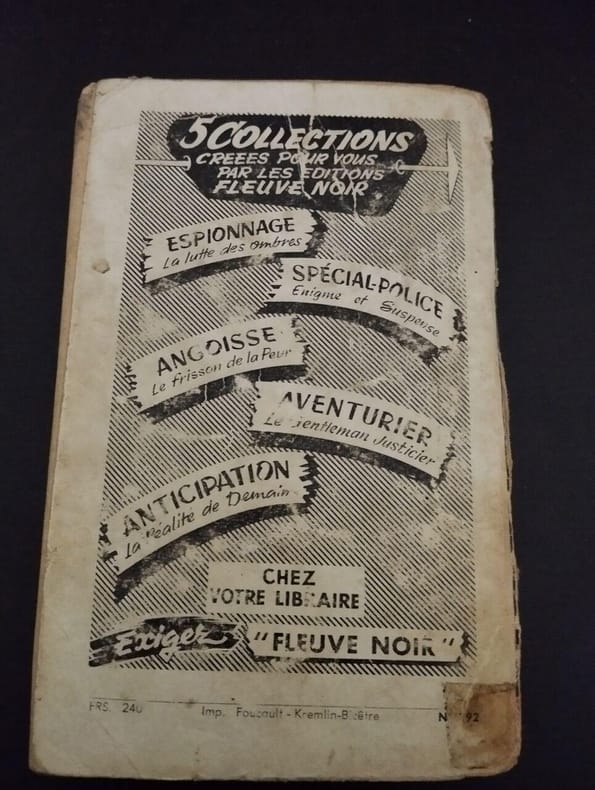 5 COLLECTIONS
CREEES POUR VOUS
PAR LES EDITIONS
FLEUVE NOIR
ESPIONNAGE
La lutte des ombres
SPÉCIAL-POLICE
Enigme et Suspense
ANGOISSE
Le frisson de la Peur
AVENTURIER
Le Gentleman Justicier
ANTICIPATION
La Réalité de Demain
CHEZ
VOTRE LIBRAIRE
Exigez "FLEUVE NOIR"
FRS. 240 Imp. Foucault - Kremlin-Bicêtre 92